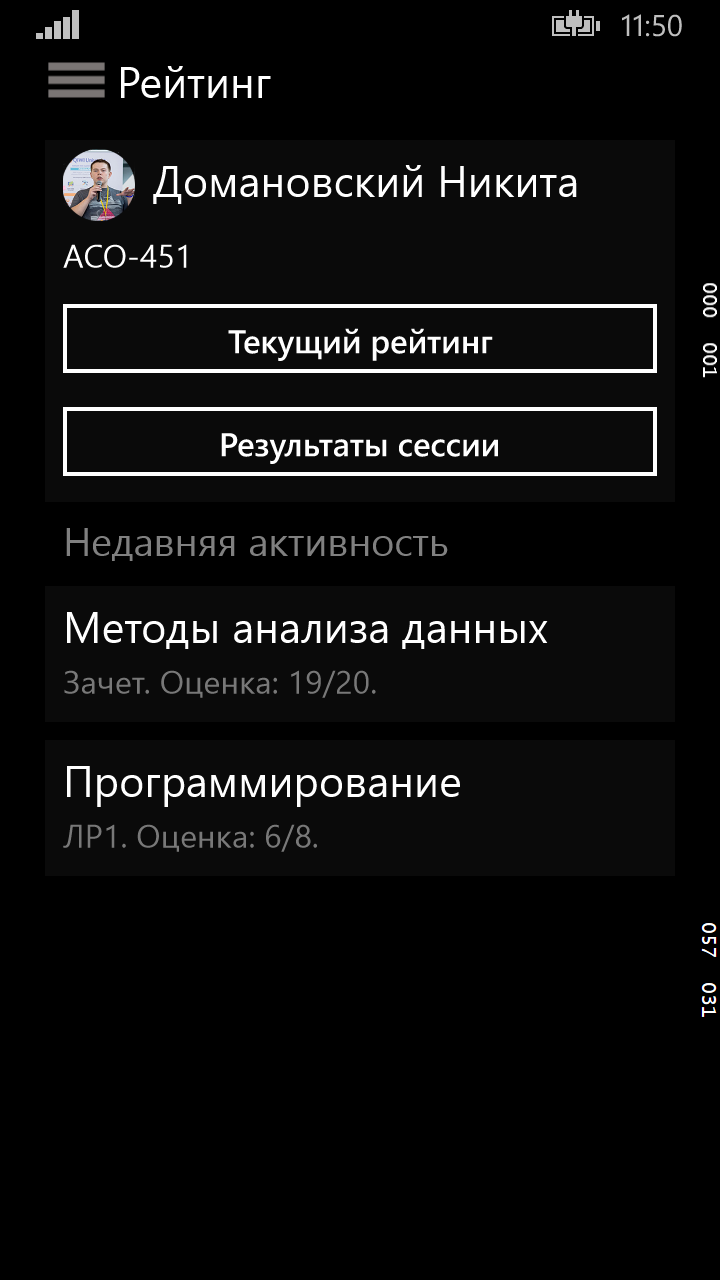 11:50
Рейтинг
Домановский Никита
АСО-451
Текущий рейтинг
Результаты сессии
Недавняя активность
Методы анализа данных
Зачет. Оценка: 19/20.
Программирование
ЛР1. Оценка: 6/8.
000 001
057 031